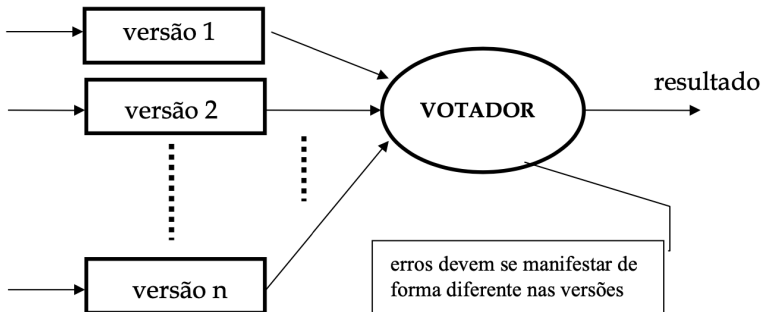 versão 1
versão 2
versão n
VOTADOR
resultado
erros devem se manifestar de
forma diferente nas versões